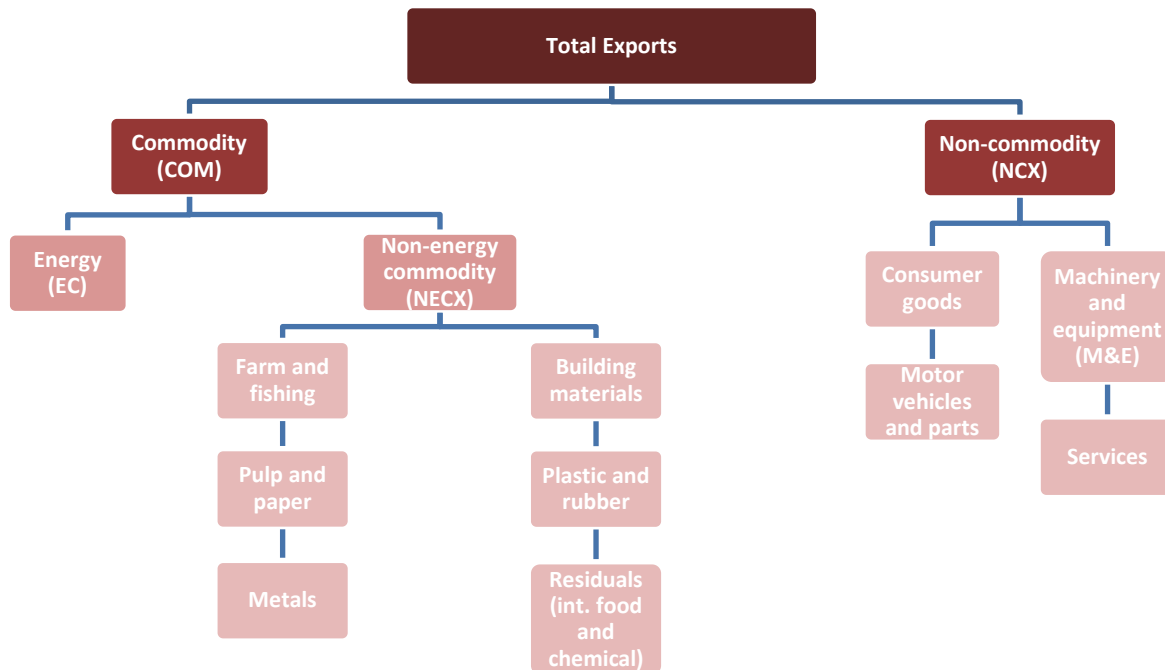 Total Exports
Commodity
(COM)
Non-commodity
(NCX)
Energy
(EC)
Non-energy
commodity
(NECX)
Consumer
goods
Machinery
and
equipment
(M&E)
Farm and
fishing
Building
materials
Motor
vehicles
and parts
Services
Pulp and
paper
Plastic and
rubber
Metals
Residuals
(int. food
and
chemical)